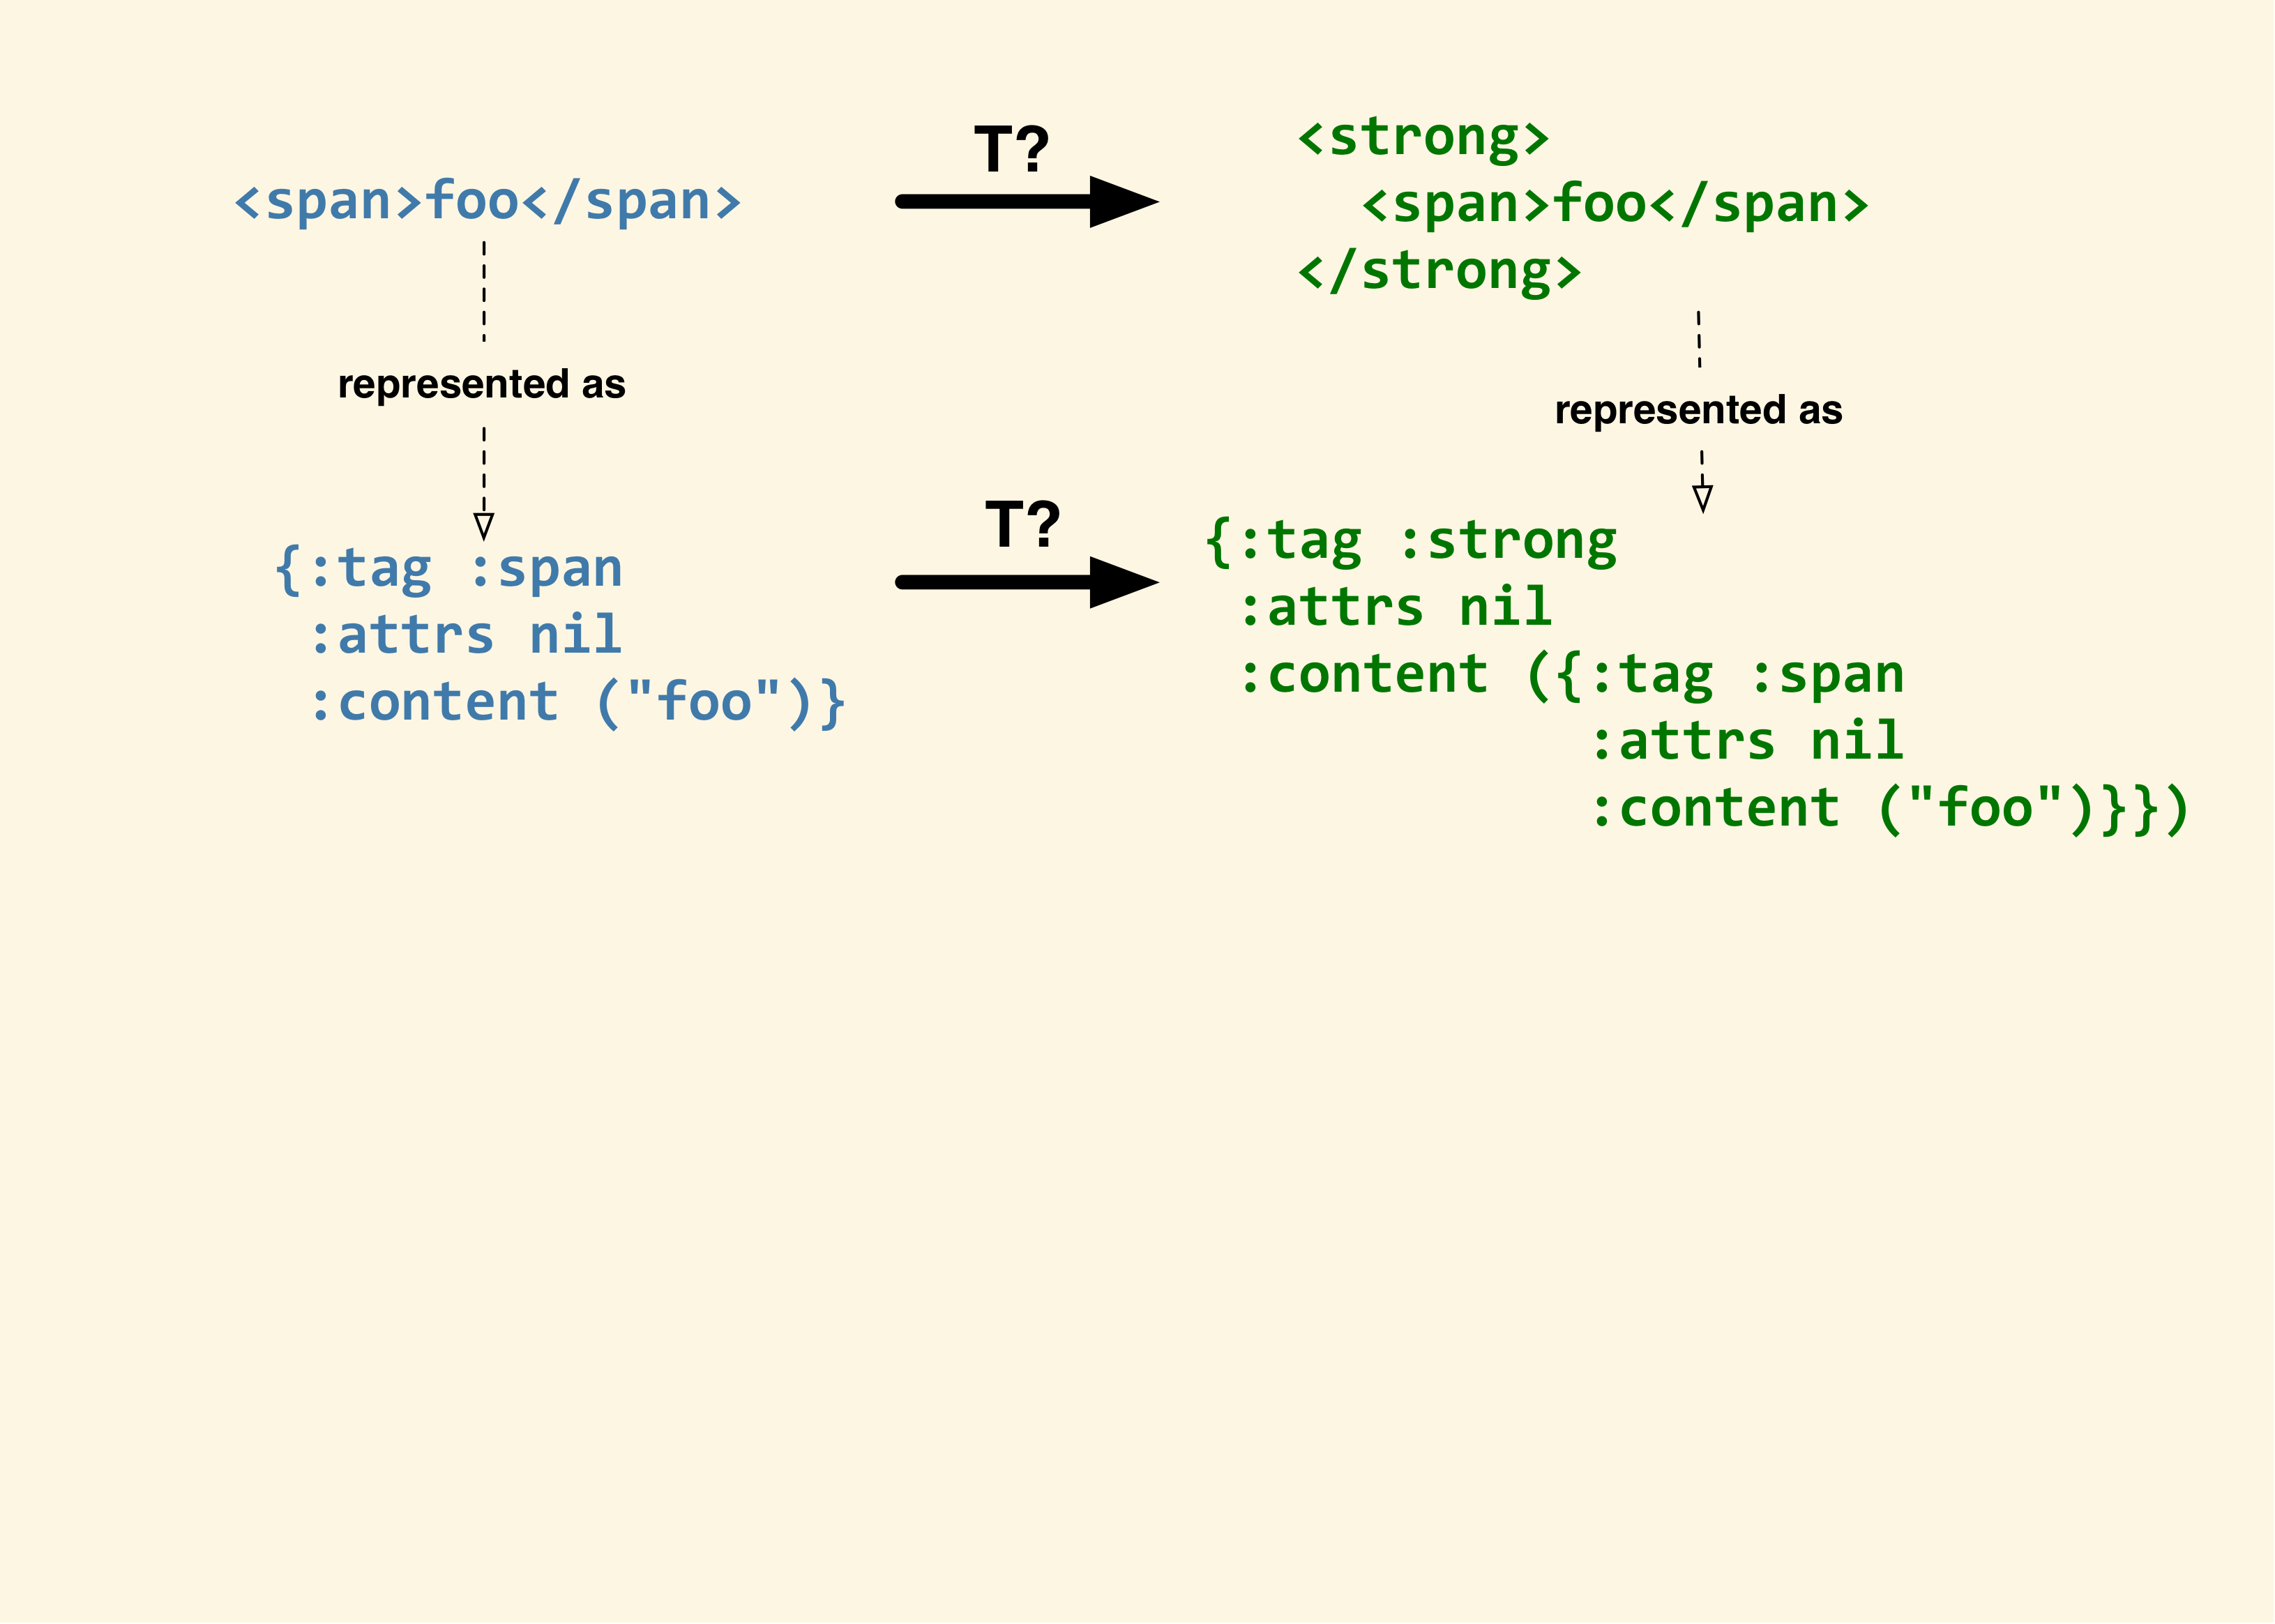 T?
<span>foo</span>
<strong>
<span>foo</span>
</strong>
represented as
represented as
T?
{:tag :span
:attrs nil
:content ("foo")}
{:tag :strong
:attrs nil
:content ({:tag :span
:attrs nil
:content ("foo")}})